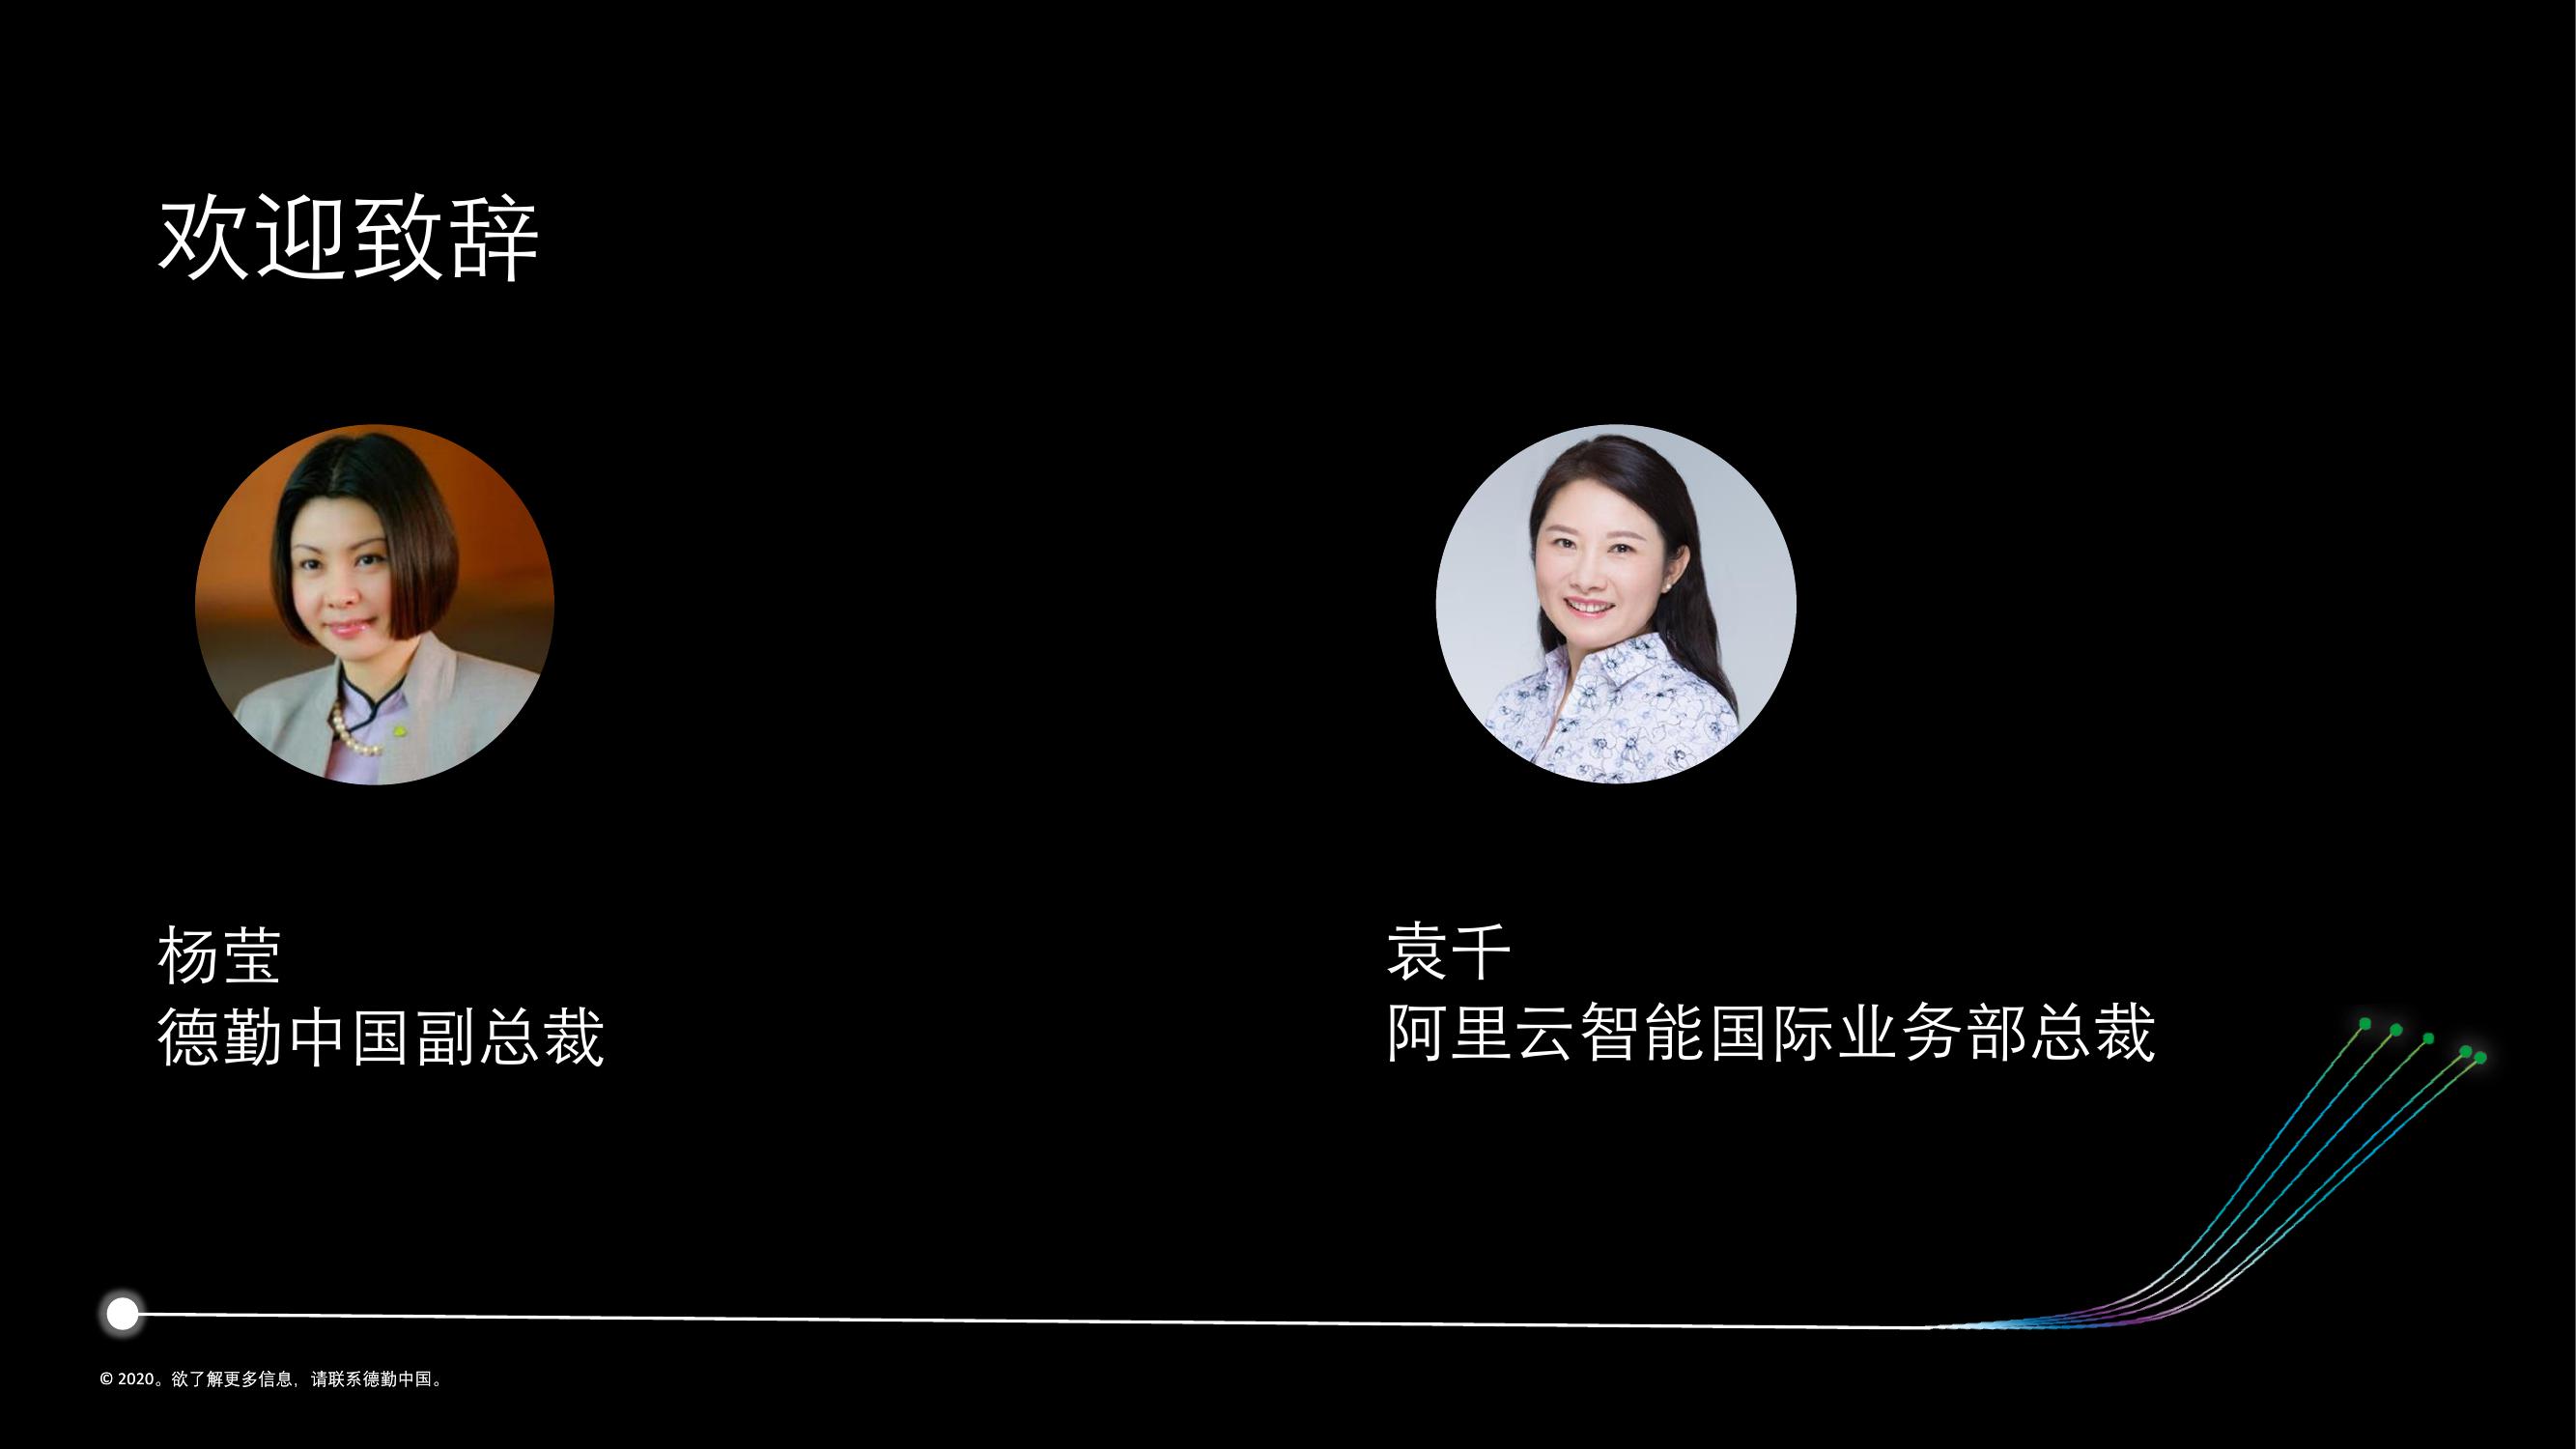 欢迎致辞
杨莹
德勤中国副总裁
袁千
阿里云智能国际业务部总裁
© 2020。欲了解更多信息，请联系德勤中国。